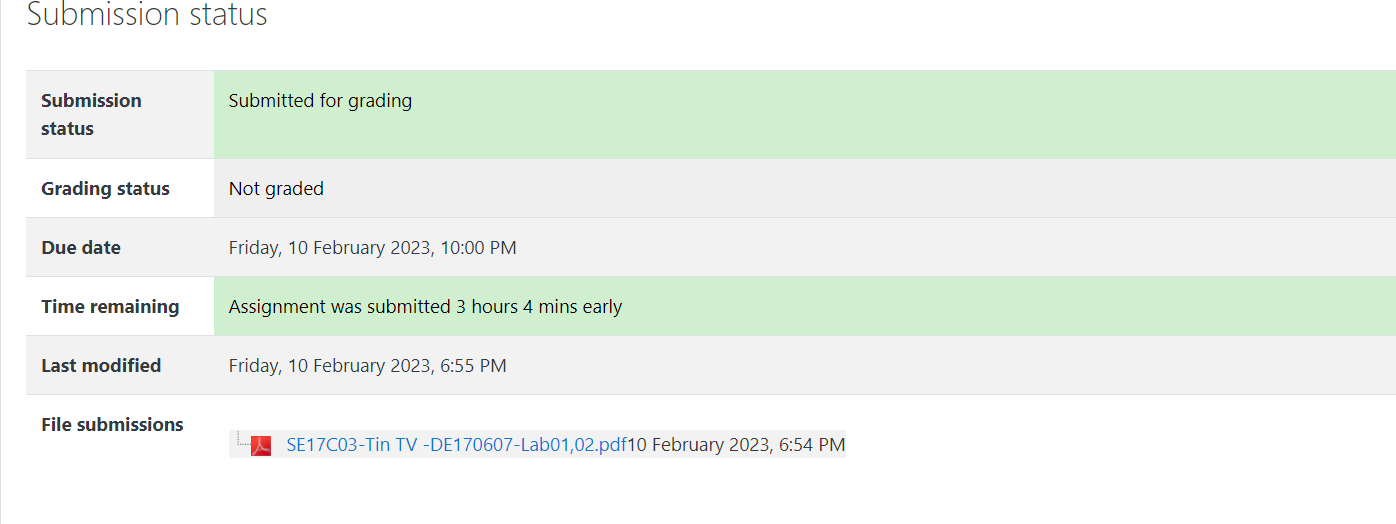 Submission status
Submission
status
Submitted for grading
Grading status
Not graded
Due date
Friday, 10 February 2023, 10:00 PM
Time remaining
Assignment was submitted 3 hours 4 mins early
Last modified
Friday, 10 February 2023, 6:55 PM
File submissions
SE17C03-Tin TV -DE170607-Lab01,02.pdf10 February 2023, 6:54 PM